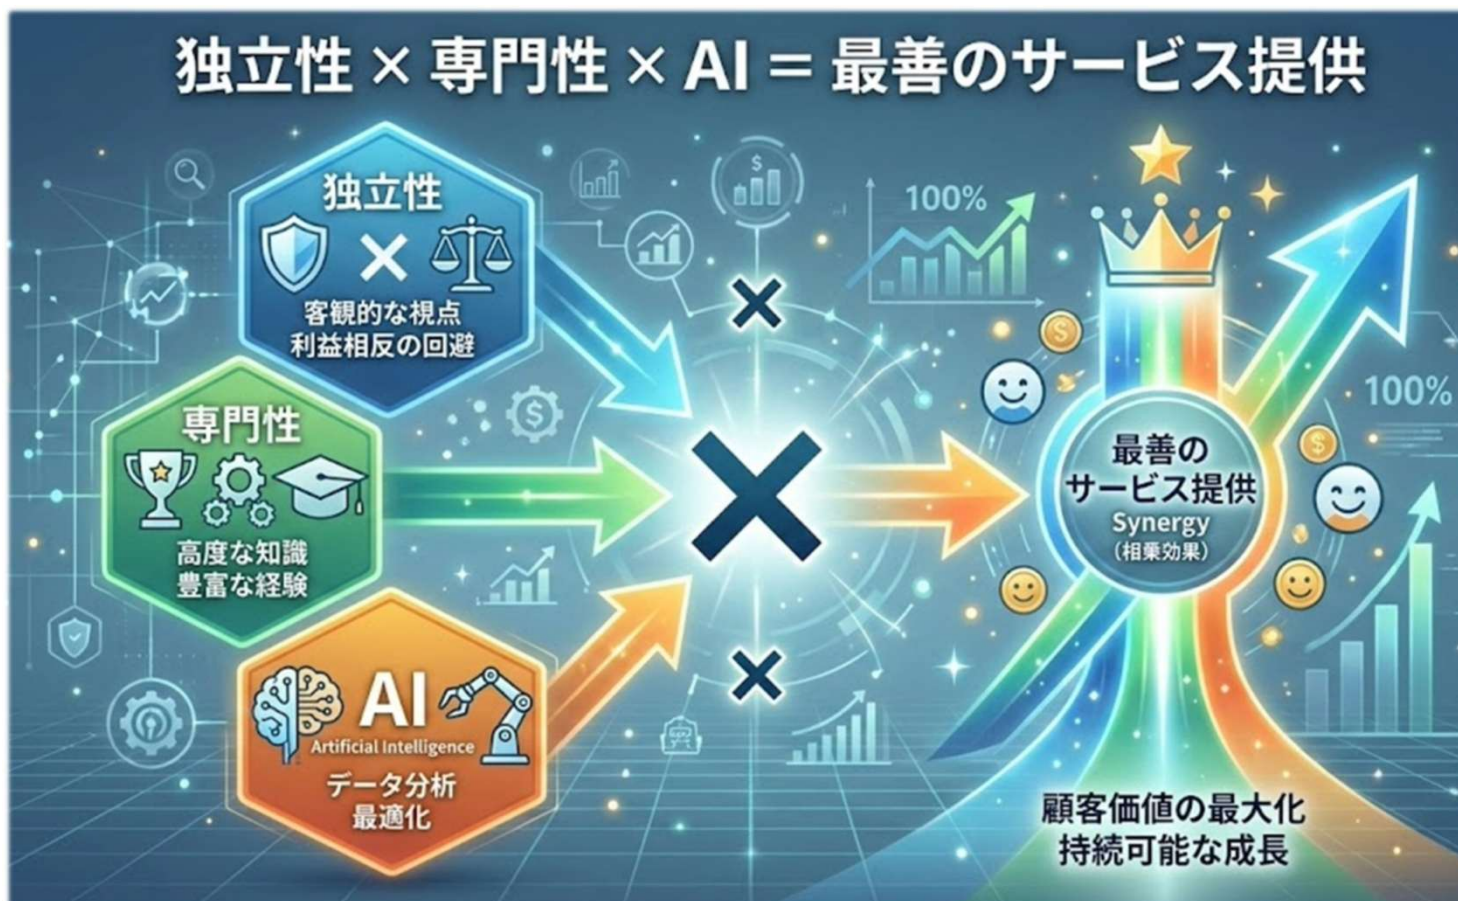 独立性 × 専門性 × AI = 最善のサービス提供
独立性
客観的な視点
利益相反の回避
専門性
高度な知識
豊富な経験
AI
Artificial Intelligence
データ分析
最適化
$
$
100%
$
100%
$
最善の
サービス提供
Synergy
（相乗効果）
顧客価値の最大化
持続可能な成長